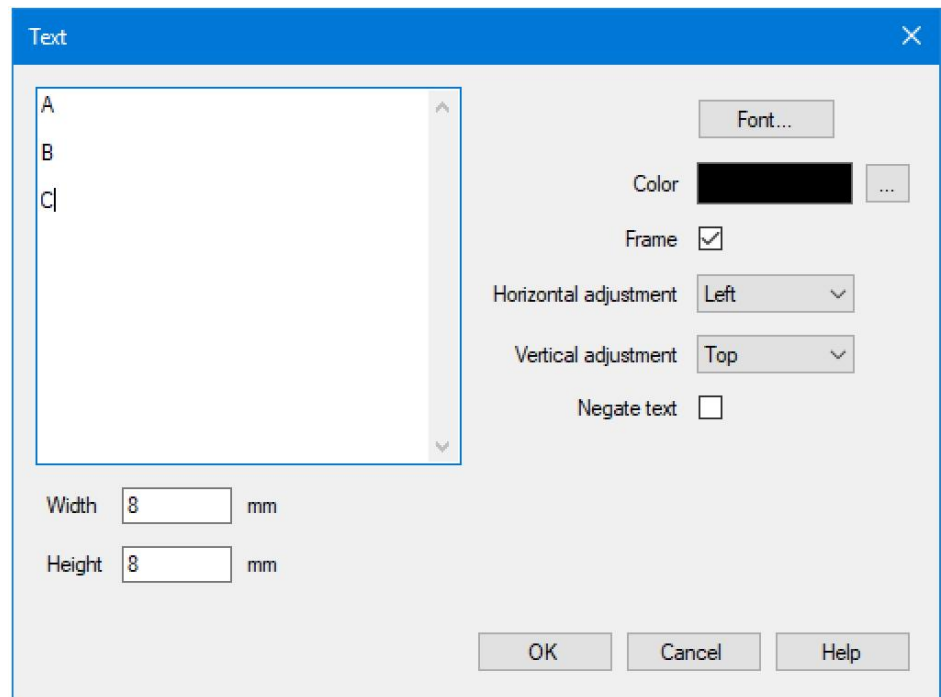 Text
A
B
C
Font...
Color
...
Frame
Horizontal adjustment Left
Vertical adjustment Top
Negate text
Width 8 mm
Height 8 mm
OK Cancel Help